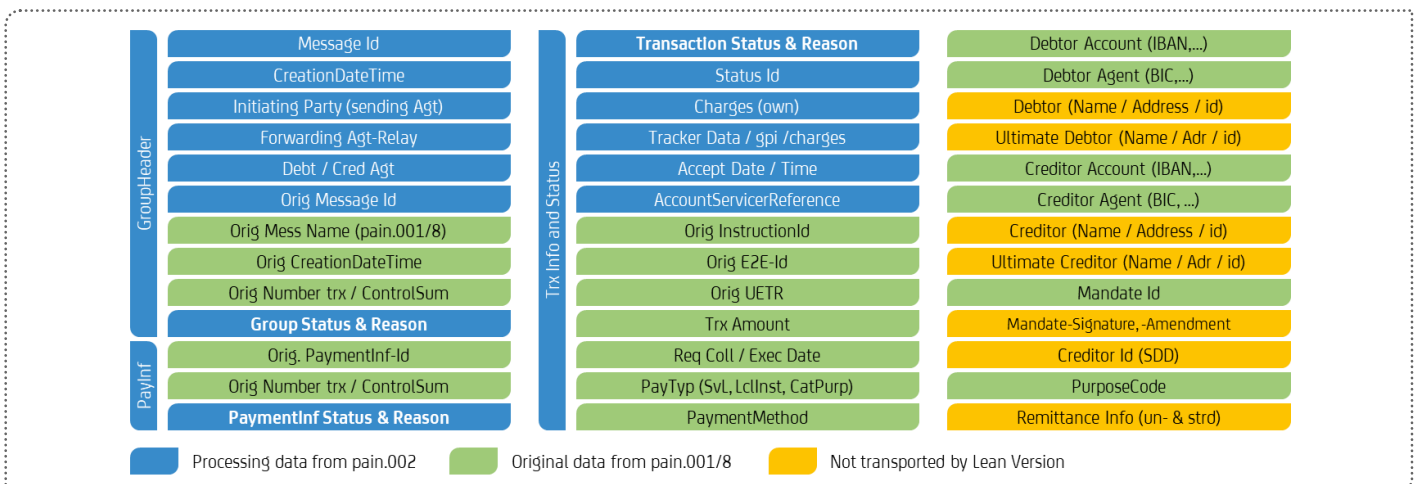 GroupHeader
Message Id
CreationDateTime
Initiating Party (sending Agt)
Forwarding Agt-Relay
Debt / Cred Agt
Orig Message Id
Orig Mess Name (pain.001/8)
Orig CreationDateTime
Orig Number trx / ControlSum
Group Status & Reason
PayInf
Orig. PaymentInf-Id
Orig Number trx / ControlSum
PaymentInf Status & Reason
Trx Info and Status
Transaction Status & Reason
Status Id
Charges (own)
Tracker Data / gpi /charges
Accept Date / Time
AccountServicerReference
Orig InstructionId
Orig E2E-Id
Orig UETR
Trx Amount
Req Coll / Exec Date
PayTyp (SvL, LclInst, CatPurp)
PaymentMethod
Debtor Account (IBAN,...)
Debtor Agent (BIC,...)
Debtor (Name / Address / id)
Ultimate Debtor (Name / Adr / id)
Creditor Account (IBAN,...)
Creditor Agent (BIC, ...)
Creditor (Name / Address / id)
Ultimate Creditor (Name / Adr / id)
Mandate Id
Mandate-Signature, -Amendment
Creditor Id (SDD)
PurposeCode
Remittance Info (un- & strd)
Processing data from pain.002
Original data from pain.001/8
Not transported by Lean Version